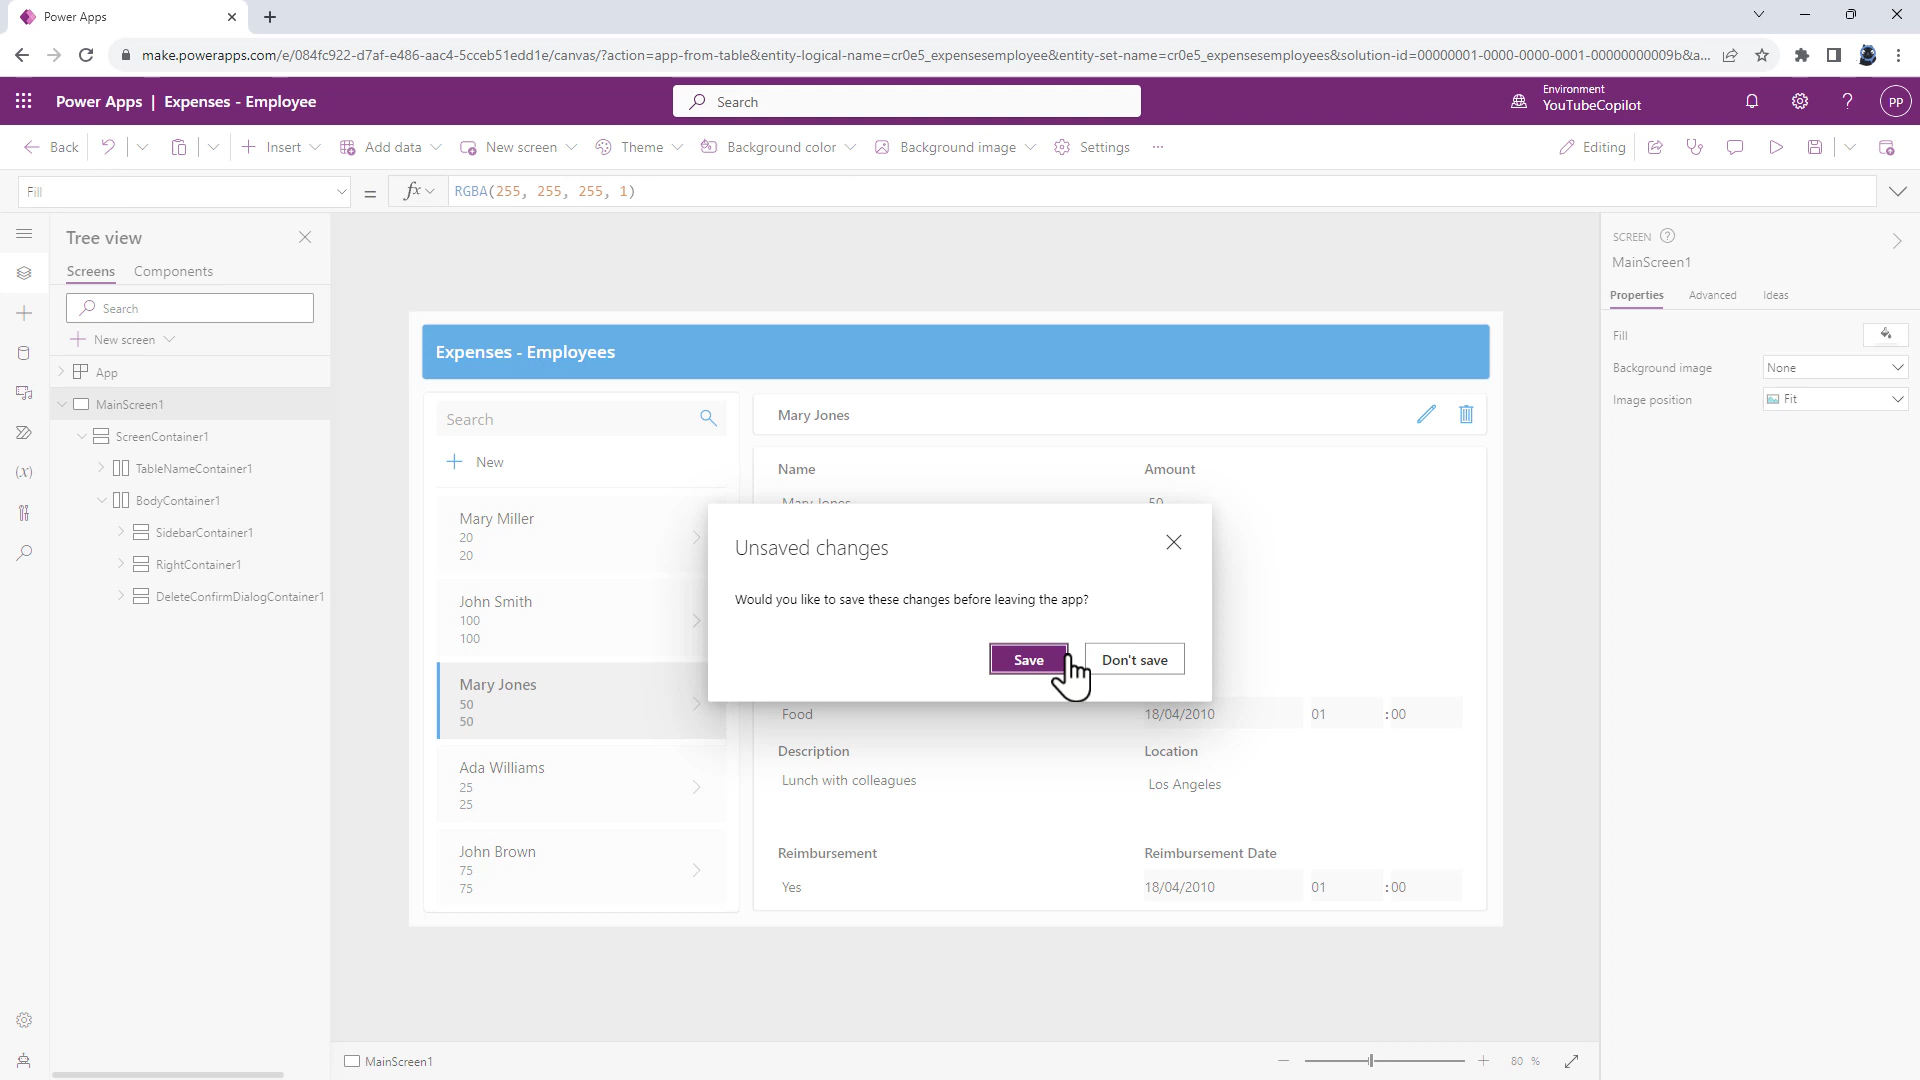 Power Apps
make.powerapps.com/e/084fc922-d7af-e486-aac4-5cceb51edd1e/canvas/?action=app-from-table&entity-logical-name=cr0e5_expensesemployee&entity-set-name=cr0e5_expensesemployees&solution-id=00000001-0000-0000-0001-00000000009b&a...
Power Apps | Expenses - Employee
Search
Environment
YouTubeCopilot
PP
Back
Insert
Add data
New screen
Theme
Background color
Background image
Settings
Editing
Fill
=
fx
RGBA(255, 255, 255, 1)
Tree view
Screens
Components
Search
New screen
App
MainScreen1
ScreenContainer1
TableNameContainer1
BodyContainer1
SidebarContainer1
RightContainer1
DeleteConfirmDialogContainer1
Expenses - Employees
Search
New
Mary Miller
20
20
John Smith
100
100
Mary Jones
50
50
Ada Williams
25
25
John Brown
75
75
Mary Jones
Name
Amount
Mary Jones
50
Unsaved changes
Would you like to save these changes before leaving the app?
Save
Don't save
Food
18/04/2010
01
:00
Description
Location
Lunch with colleagues
Los Angeles
Reimbursement
Reimbursement Date
Yes
18/04/2010
01
:00
SCREEN
MainScreen1
Properties
Advanced
Ideas
Fill
Background image
None
Image position
Fit
MainScreen1
80 %